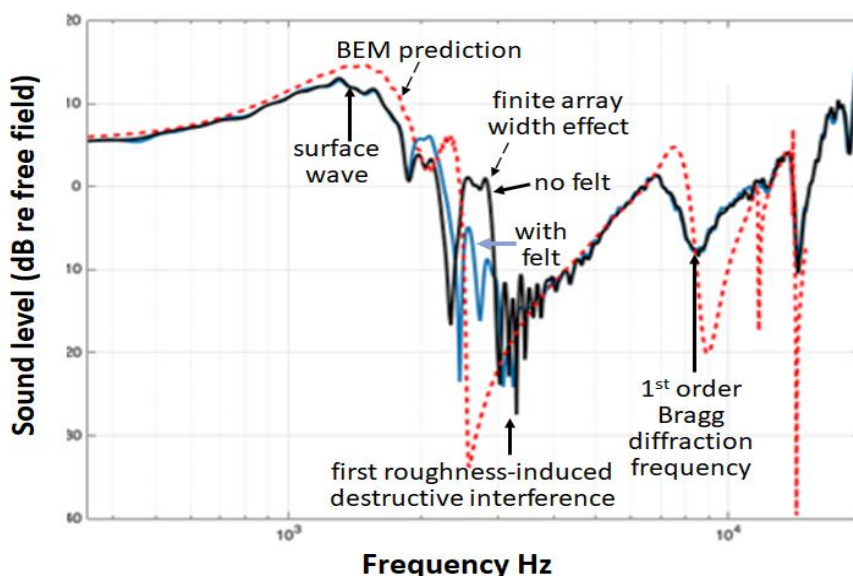 20
BEM prediction
10
finite array
width effect
surface
wave
0
no felt
with
felt
10
20
1st order
Bragg
diffraction
frequency
30
first roughness-induced
destructive interference
10³
10⁴
Sound level (dB re free field)
Frequency Hz